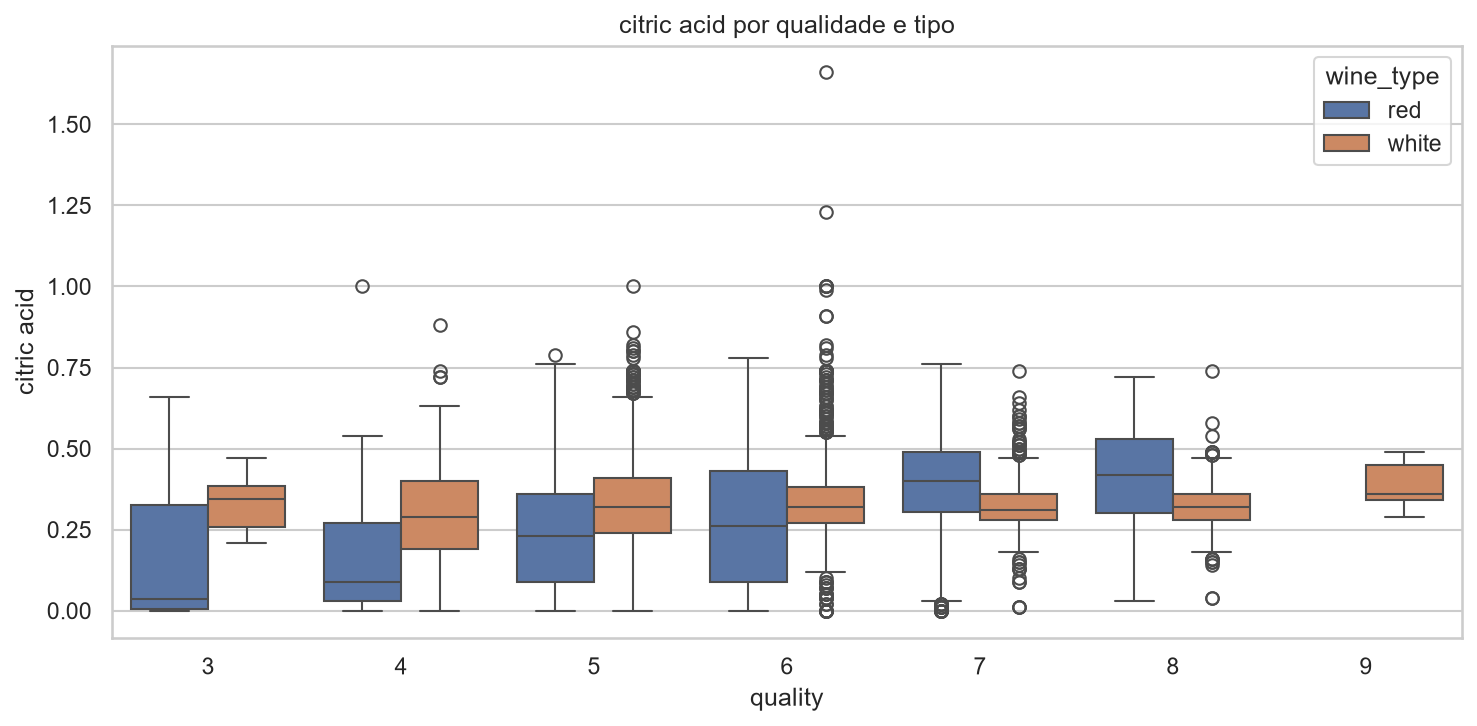 citric acid por qualidade e tipo
wine_type
red
white
citric acid
1.50
1.25
1.00
0.75
0.50
0.25
0.00
3 4 5 6 7 8 9
quality